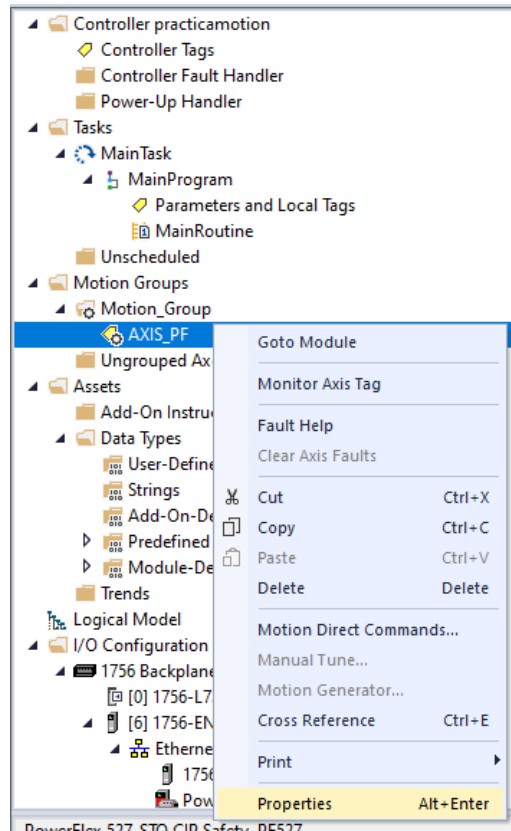 Controller practicamotion
Controller Tags
Controller Fault Handler
Power-Up Handler
Tasks
MainTask
MainProgram
Parameters and Local Tags
MainRoutine
Unscheduled
Motion Groups
Motion_Group
AXIS_PF
Ungrouped Ax
Assets
Add-On Instru
Data Types
User-Define
Strings
Add-On-De
Predefined
Module-De
Trends
Logical Model
I/O Configuration
1756 Backplane
[0] 1756-L7
[6] 1756-EN
Etherne
1756
Pow
PowerFlex 527-STO CIP Safety PF527
Goto Module
Monitor Axis Tag
Fault Help
Clear Axis Faults
Cut Ctrl+X
Copy Ctrl+C
Paste Ctrl+V
Delete Delete
Motion Direct Commands...
Manual Tune...
Motion Generator...
Cross Reference Ctrl+E
Print
Properties Alt+Enter